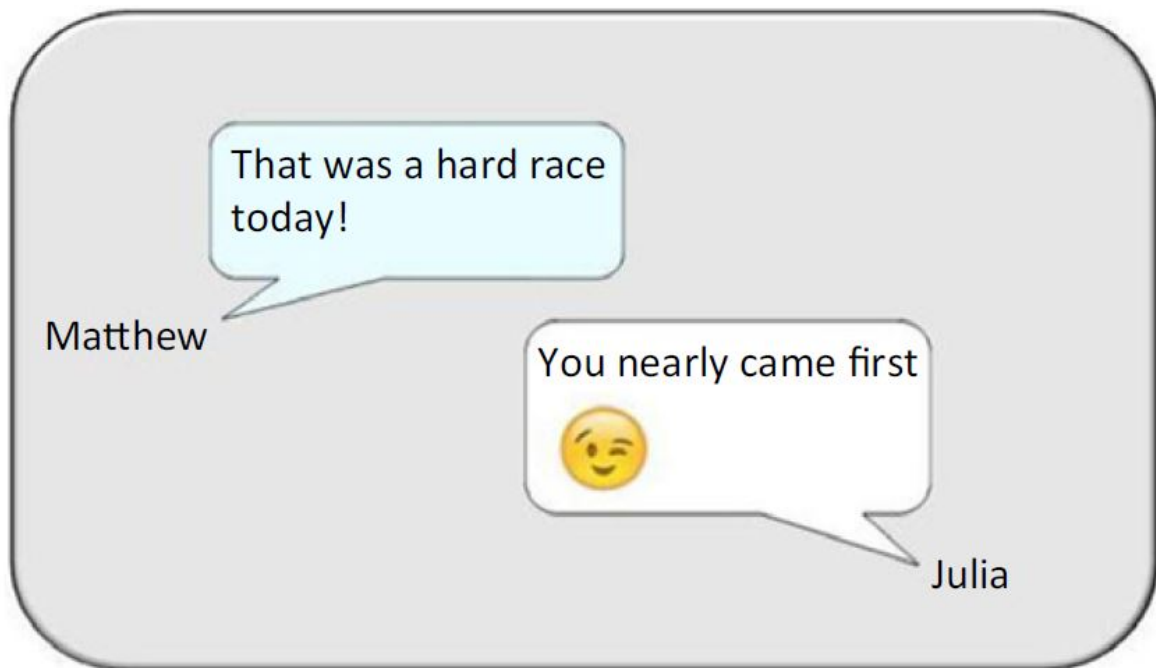 That was a hard race
today!
Matthew
You nearly came first
Julia